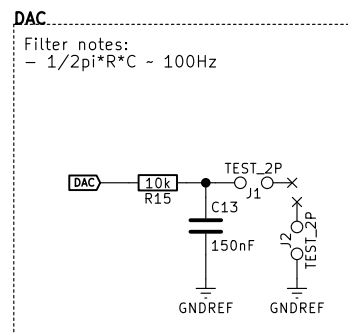 DAC
Filter notes:
– 1/2pi*R*C ~ 100Hz
DAC
10k
R15
TEST_2P
J1
C13
150nF
J2
TEST_2P
GNDREF
GNDREF